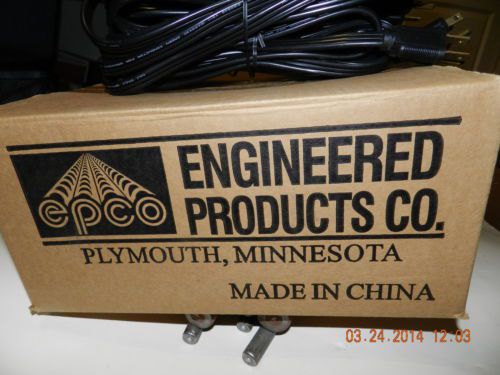 epco
ENGINEERED
PRODUCTS CO.
PLYMOUTH, MINNESOTA
MADE IN CHINA
03.24.2014 12:03